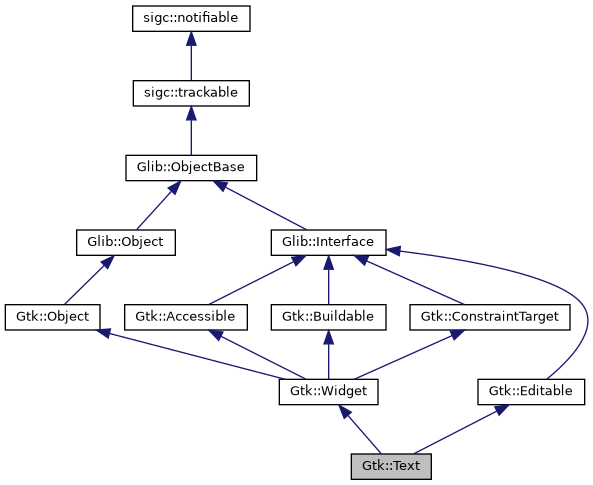 sigc::notifiable
sigc::trackable
Glib::ObjectBase
Glib::Object
Glib::Interface
Gtk::Object
Gtk::Accessible
Gtk::Buildable
Gtk::ConstraintTarget
Gtk::Widget
Gtk::Editable
Gtk::Text